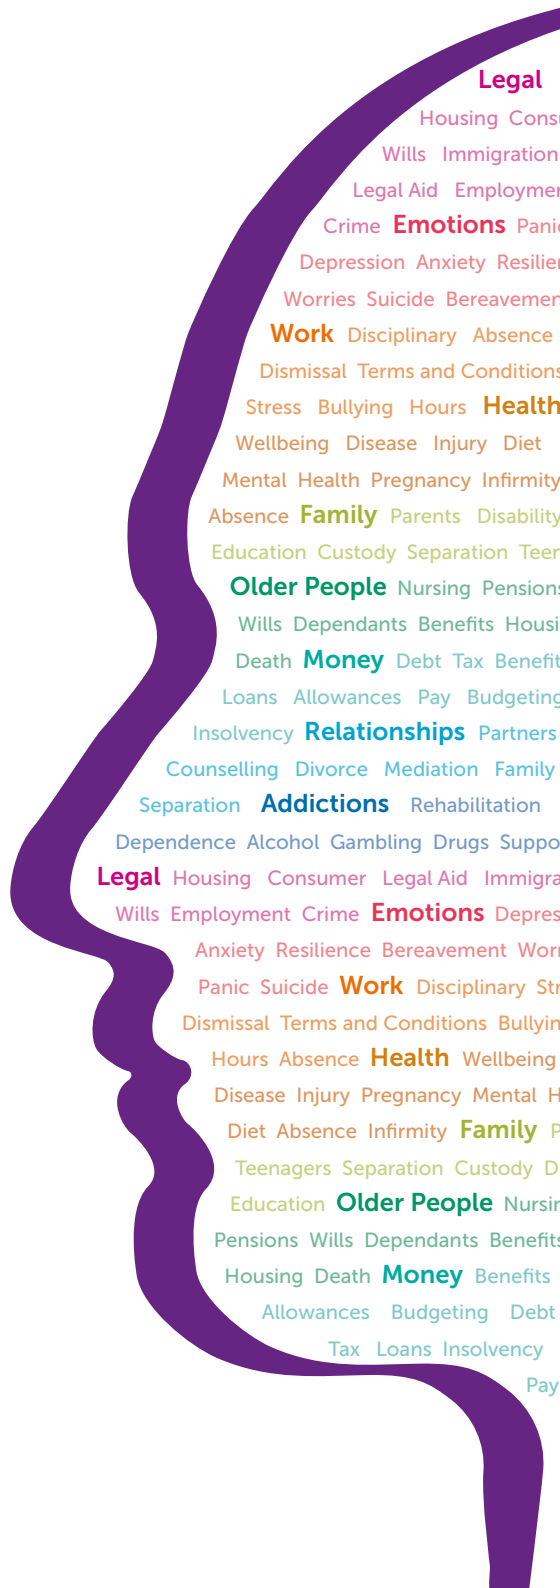 Legal
Housing
Wills Immigration
Legal Aid
Crime Emotions
Depression Anxiety
Worries Suicide
Work Disciplinary Absence
Dismissal Terms and Conditions
Stress Bullying Hours Health
Wellbeing Disease Injury Diet
Mental Health Pregnancy Infirmity
Absence Family Parents Disability
Education Custody Separation
Older People Nursing Pensions
Wills Dependants Benefits
Death Money Debt Tax
Loans Allowances Pay Budgeting
Insolvency Relationships Partners
Counselling Divorce Mediation Family
Separation Addictions Rehabilitation
Dependence Alcohol Gambling Drugs
Legal Housing Consumer Legal Aid
Wills Employment Crime Emotions
Anxiety Resilience Bereavement
Panic Suicide Work Disciplinary
Dismissal Terms and Conditions
Hours Absence Health Wellbeing
Disease Injury Pregnancy Mental
Diet Absence Infirmity Family
Teenagers Separation Custody
Education Older People
Pensions Wills Dependants Benefits
Housing Death Money Benefits
Allowances Budgeting Debt
Tax Loans Insolvency
Pay